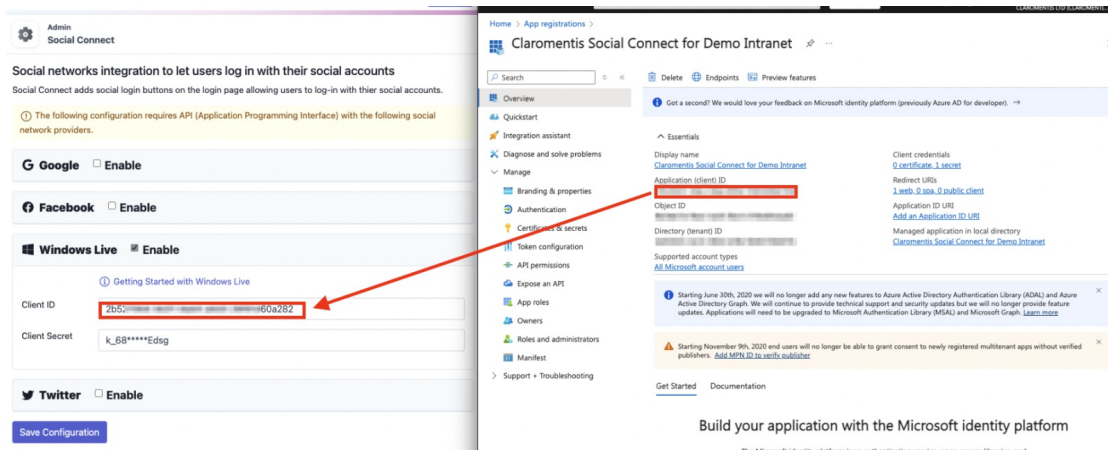 Admin
Social Connect
Social networks integration to let users log in with their social accounts
Social Connect adds social login buttons on the login page allowing users to log-in with thier social accounts.
The following configuration requires API (Application Programming Interface) with the following social
network providers.
Google Enable
Facebook Enable
Windows Live Enable
Getting Started with Windows Live
Client ID
2b52 60a282
Client Secret
k_68*****Edsg
Twitter Enable
Save Configuration
CLAROMENTIS LTD (CLAROMENTI...
Home > App registrations >
Claromentis Social Connect for Demo Intranet ...
Search
Delete Endpoints Preview features
Overview
Quickstart
Integration assistant
Diagnose and solve problems
Manage
Branding & properties
Authentication
Certificates & secrets
Token configuration
API permissions
Expose an API
App roles
Owners
Roles and administrators
Manifest
Support + Troubleshooting
Got a second? We would love your feedback on Microsoft identity platform (previously Azure AD for developer). →
Essentials
Display name
Claromentis Social Connect for Demo Intranet
Application (client) ID
Object ID
Directory (tenant) ID
Supported account types
All Microsoft account users
Client credentials
0 certificate, 1 secret
Redirect URIs
1 web, 0 spa, 0 public client
Application ID URI
Add an Application ID URI
Managed application in local directory
Claromentis Social Connect for Demo Intranet
Starting June 30th, 2020 we will no longer add any new features to Azure Active Directory Authentication Library (ADAL) and Azure
Active Directory Graph. We will continue to provide technical support and security updates but we will no longer provide feature
updates. Applications will need to be upgraded to Microsoft Authentication Library (MSAL) and Microsoft Graph. Learn more
Starting November 9th, 2020 end users will no longer be able to grant consent to newly registered multitenant apps without verified
publishers. Add MPN ID to verify publisher
Get Started Documentation
Build your application with the Microsoft identity platform